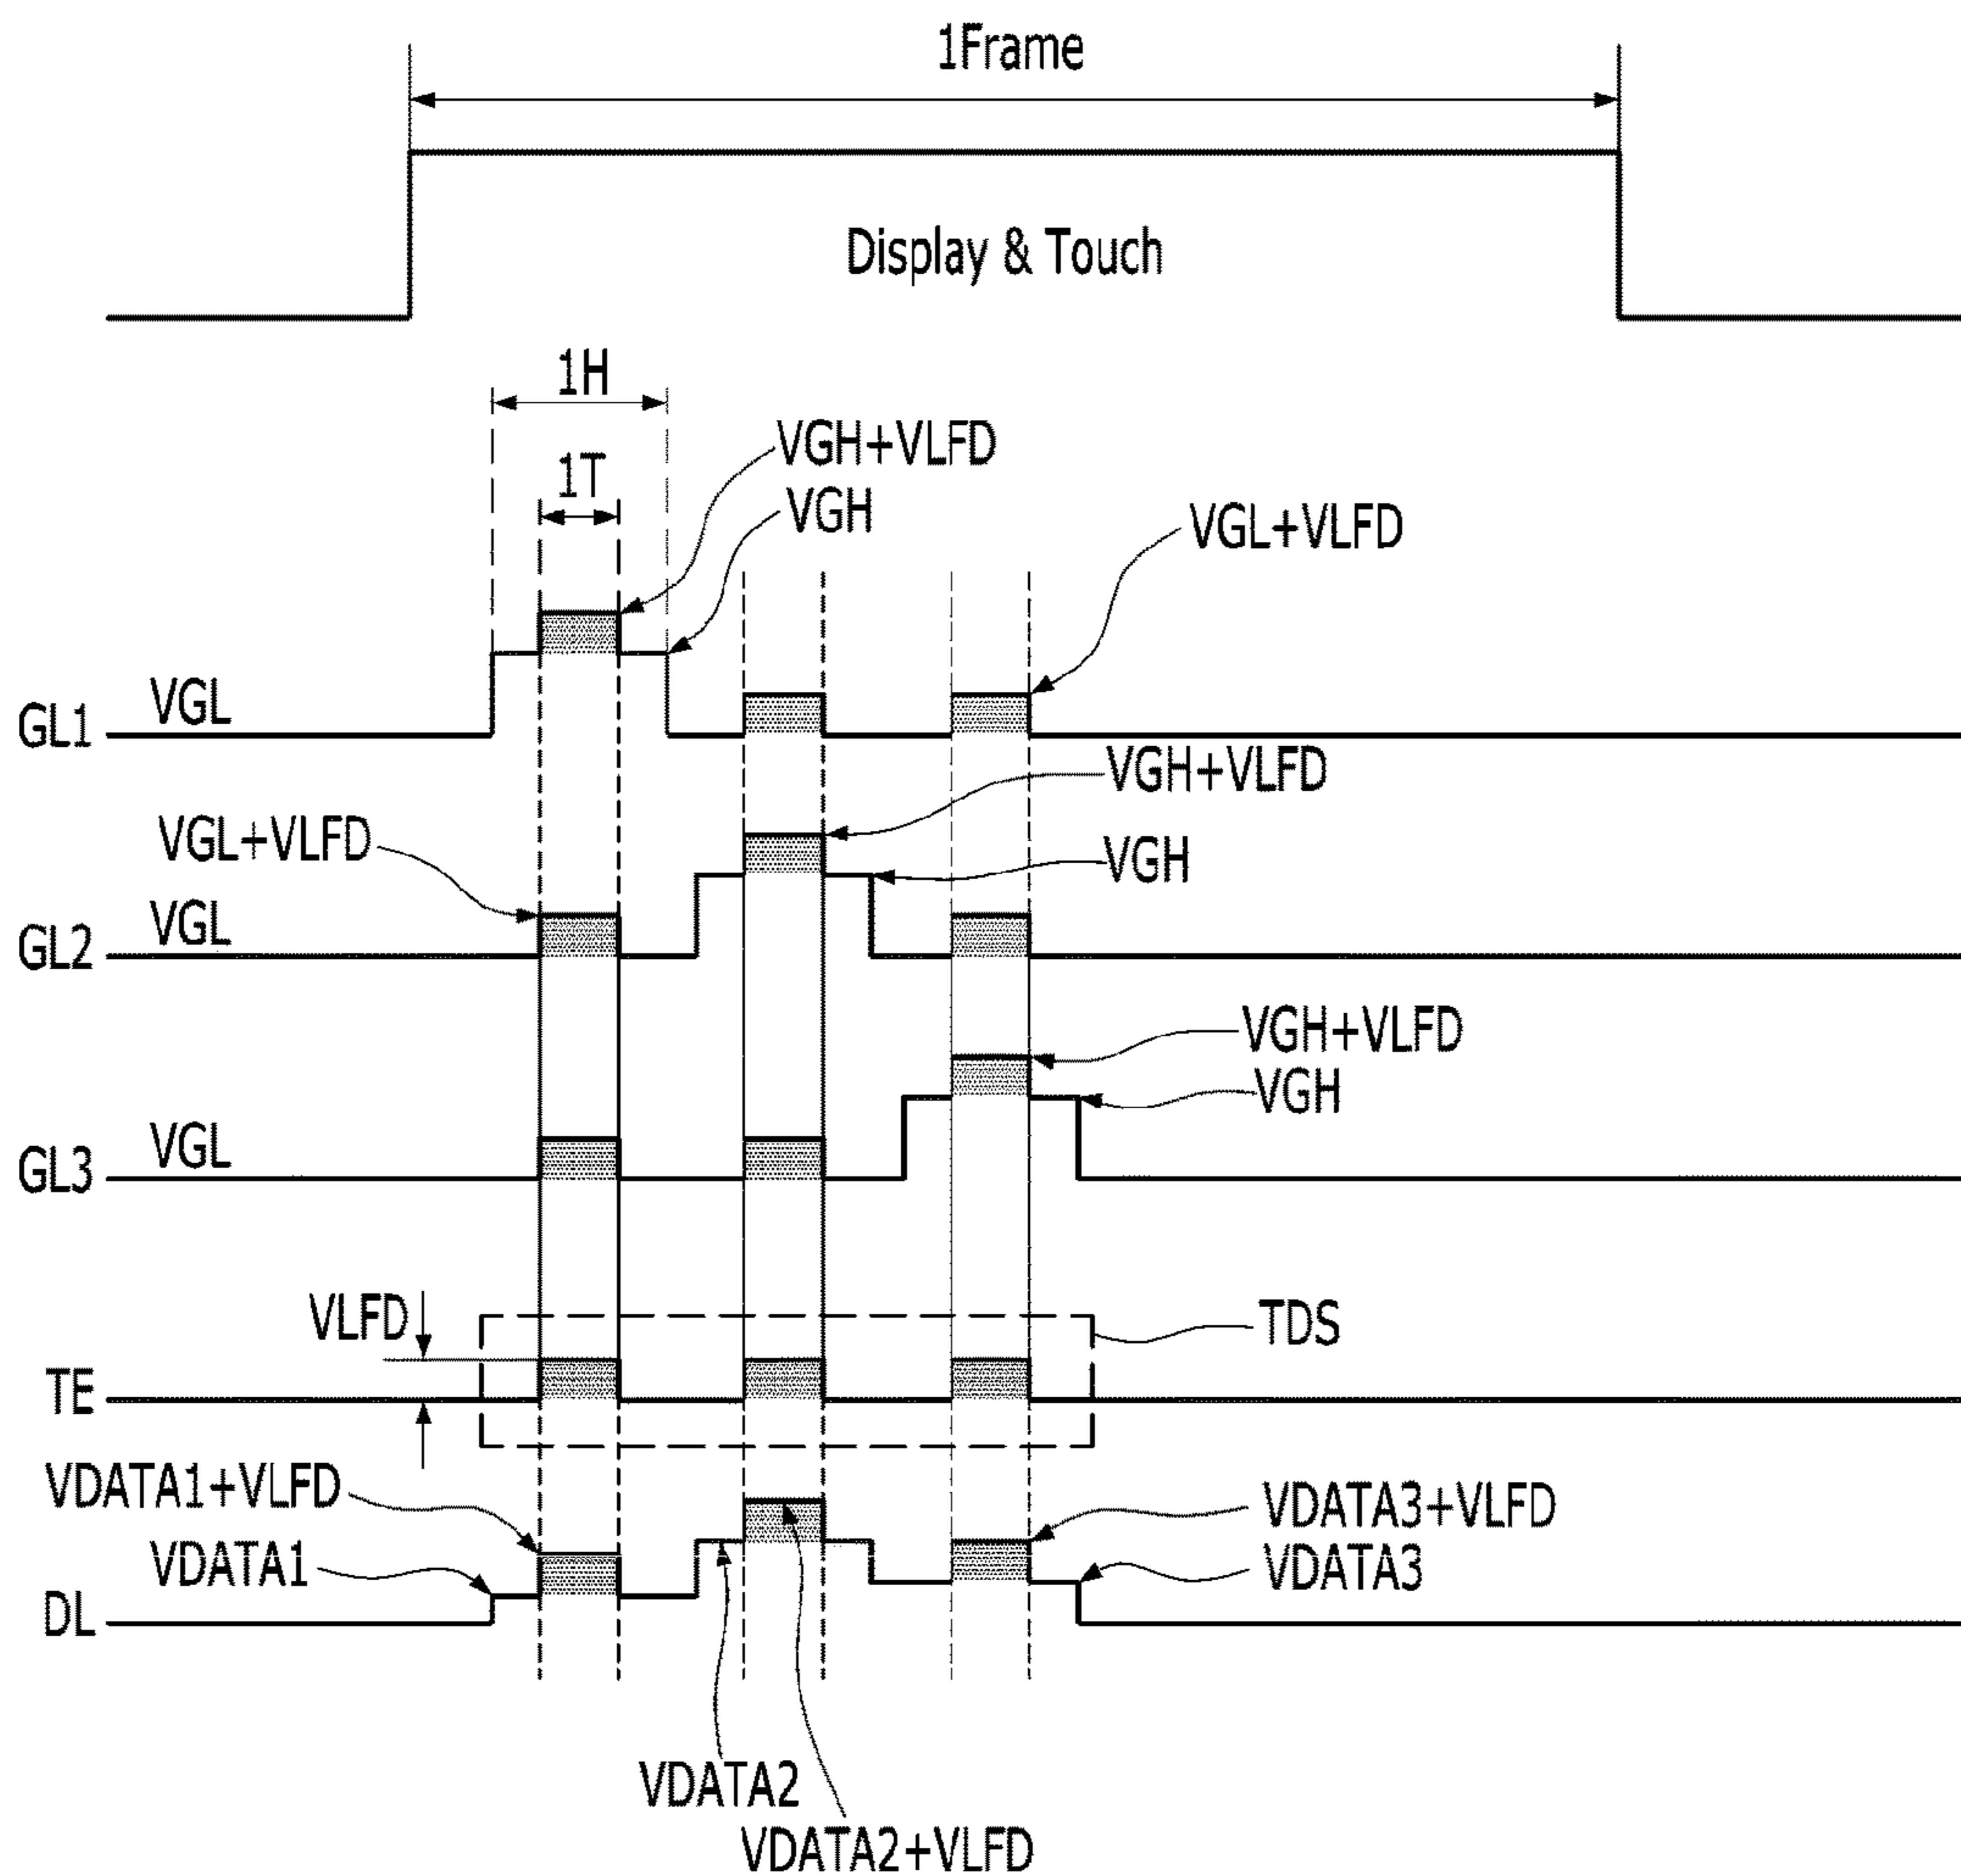 1Frame
Display & Touch
1H
1T
VGH+VLFD
VGH
VGL+VLFD
VGL
GL1
VGH+VLFD
VGL+VLFD
VGH
VGL
GL2
VGH+VLFD
VGH
VGL
GL3
VLFD
TDS
TE
VDATA1+VLFD
VDATA3+VLFD
VDATA1
VDATA3
DL
VDATA2
VDATA2+VLFD